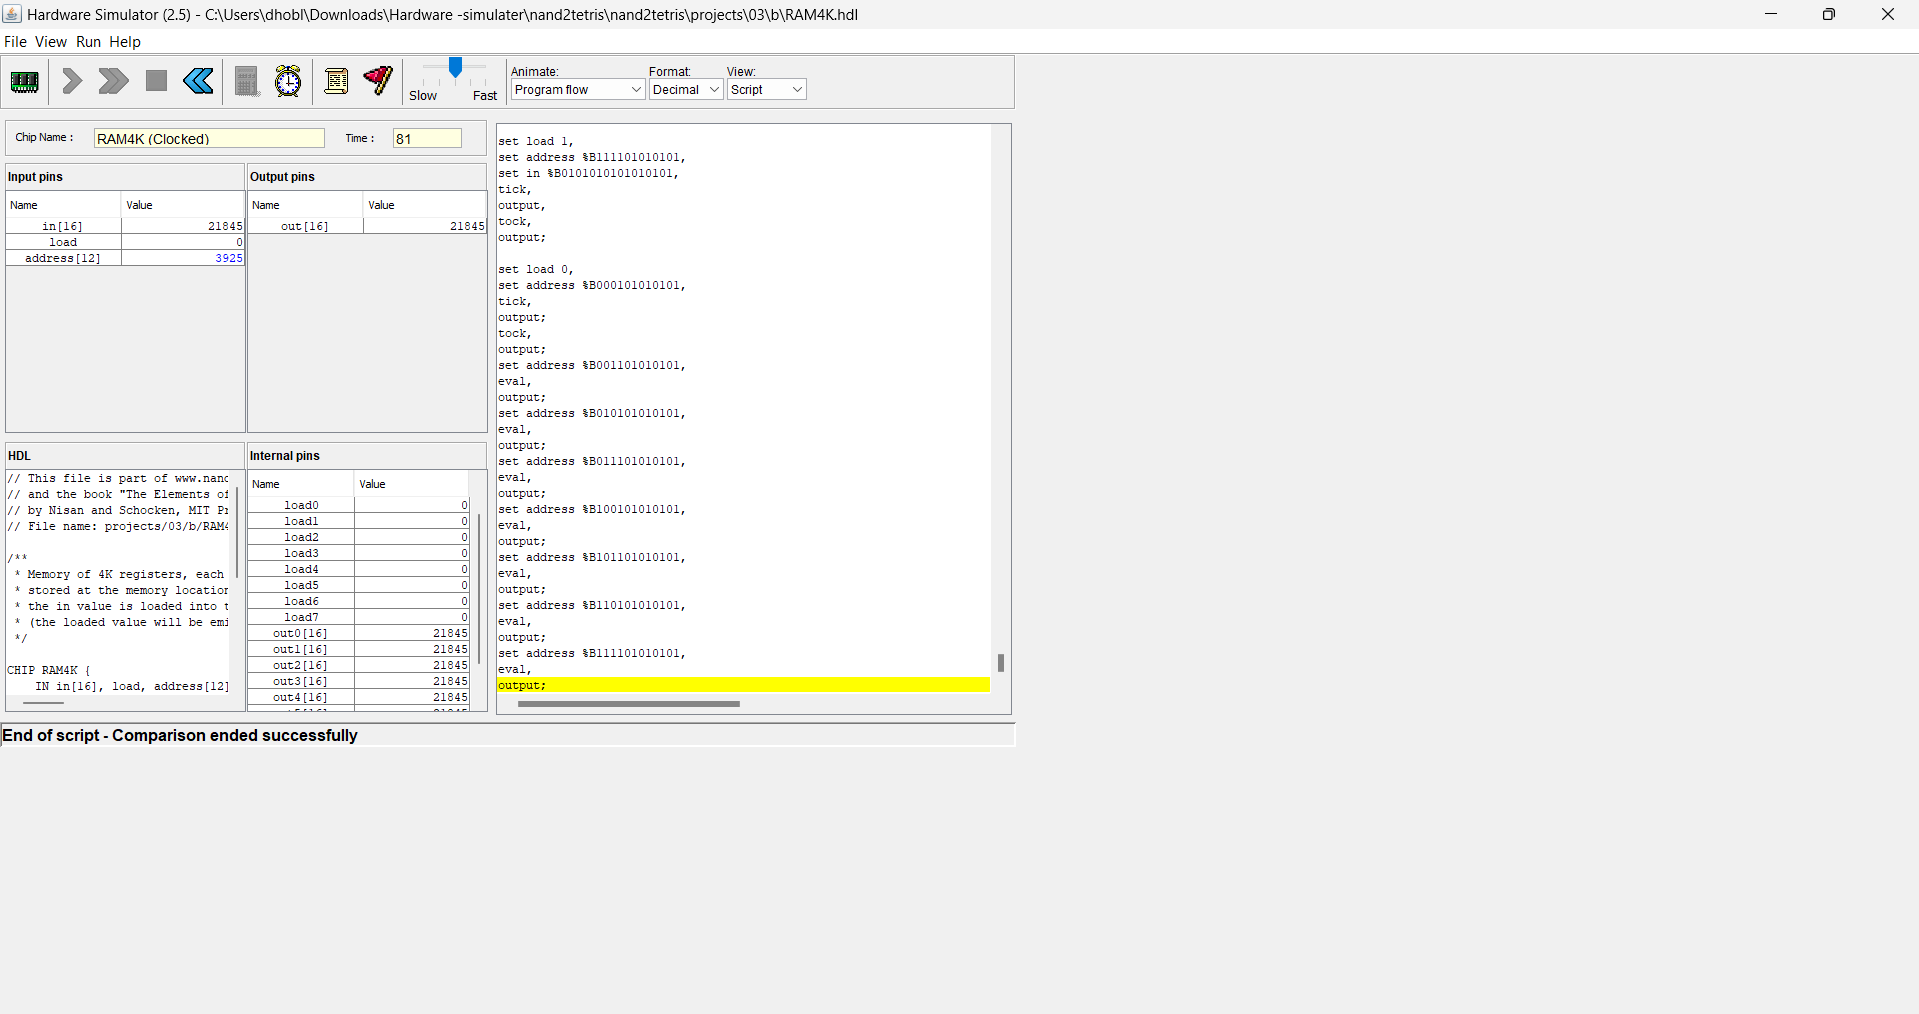 Hardware Simulator (2.5) - C:\Users\dhobl\Downloads\Hardware -simulater\nand2tetris\nand2tetris\projects\03\b\RAM4K.hdl
File View Run Help
Slow Fast
Animate:
Program flow
Format:
Decimal
View:
Script
Chip Name :
RAM4K (Clocked)
Time :
81
Input pins
Name Value
in[16] 21845
load 0
address[12] 3925
Output pins
Name Value
out[16] 21845
HDL
// This file is part of www.nand
// and the book "The Elements of
// by Nisan and Schocken, MIT Pr
// File name: projects/03/b/RAM4
/**
* Memory of 4K registers, each
* stored at the memory location
* the in value is loaded into t
* (the loaded value will be emi
*/
CHIP RAM4K {
IN in[16], load, address[12]
Internal pins
Name Value
load0 0
load1 0
load2 0
load3 0
load4 0
load5 0
load6 0
load7 0
out0[16] 21845
out1[16] 21845
out2[16] 21845
out3[16] 21845
out4[16] 21845
set load 1,
set address %B111101010101,
set in %B0101010101010101,
tick,
output,
tock,
output;
set load 0,
set address %B000101010101,
tick,
output;
tock,
output;
set address %B001101010101,
eval,
output;
set address %B010101010101,
eval,
output;
set address %B011101010101,
eval,
output;
set address %B100101010101,
eval,
output;
set address %B101101010101,
eval,
output;
set address %B110101010101,
eval,
output;
set address %B111101010101,
eval,
output;
End of script - Comparison ended successfully